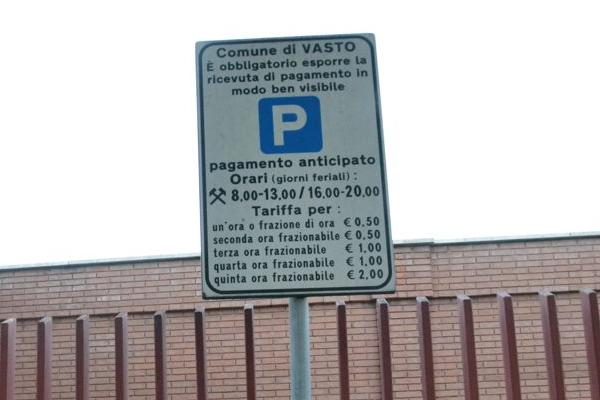 Comune di VASTO
È obbligatorio esporre la
ricevuta di pagamento in
modo ben visibile
P
pagamento anticipato
Orari (giorni feriali) :
8,00-13,00 / 16,00-20,00
Tariffa per :
un'ora o frazione di ora € 0,50
seconda ora frazionabile € 0,50
terza ora frazionabile € 1,00
quarta ora frazionabile € 1,00
quinta ora frazionabile € 2,00